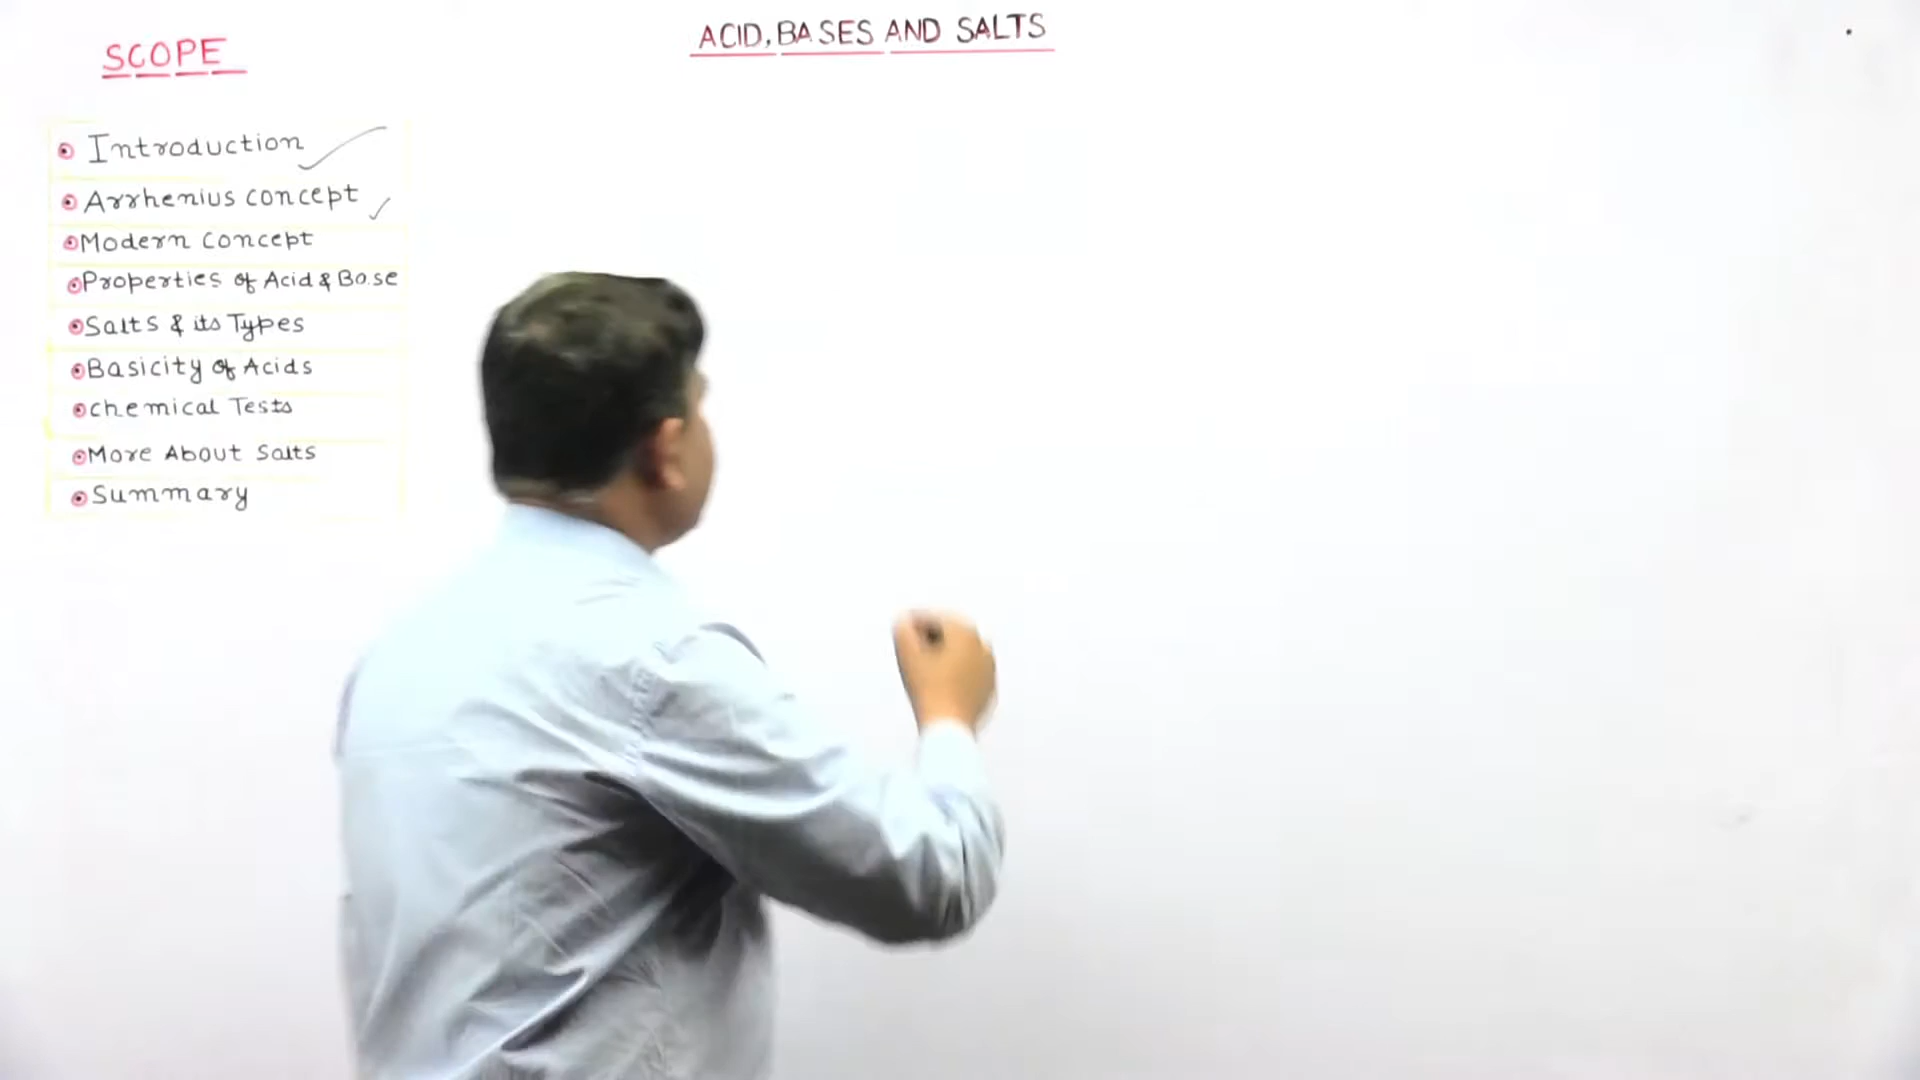 SCOPE
ACID, BASES AND SALTS
Introduction
Arrhenius concept
Modern concept
Properties of Acid & Base
Salts & its Types
Basicity of Acids
chemical Tests
More About Salts
Summary